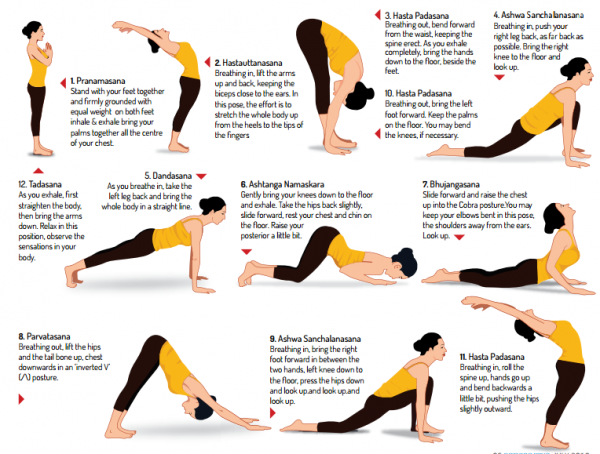 1. Pranamasana
Stand with your feet together
and firmly grounded with
equal weight on both feet
inhale & exhale bring your
palms together all the centre
of your chest.
2. Hastauttanasana
Breathing in, lift the arms
up and back, keeping the
biceps close to the ears. In
this pose, the effort is to
stretch the whole body up
from the heels to the tips of
the fingers
3. Hasta Padasana
Breathing out, bend forward
from the waist, keeping the
spine erect. As you exhale
completely, bring the hands
down to the floor, beside the
feet.
10. Hasta Padasana
Breathing out, bring the left
foot forward. Keep the palms
on the floor. You may bend
the knees, if necessary.
4. Ashwa Sanchalanasana
Breathing in, push your
right leg back, as far back as
possible. Bring the right
knee to the floor and
look up.
12. Tadasana
As you exhale, first
straighten the body,
then bring the arms
down. Relax in this
position, observe the
sensations in your
body.
5. Dandasana
As you breathe in, take the
left leg back and bring the
whole body in a straight line.
6. Ashtanga Namaskara
Gently bring your knees down to the floor
and exhale. Take the hips back slightly,
slide forward, rest your chest and chin on
the floor. Raise your
posterior a little bit.
7. Bhujangasana
Slide forward and raise the chest
up into the Cobra posture.You may
keep your elbows bent in this pose,
the shoulders away from the ears.
Look up.
8. Parvatasana
Breathing out, lift the hips
and the tail bone up, chest
downwards in an 'inverted V'
(/\) posture.
9. Ashwa Sanchalanasana
Breathing in, bring the right
foot forward in between the
two hands, left knee down to
the floor, press the hips down
and look up.and look up.and
look up.
11. Hasta Padasana
Breathing in, roll the
spine up, hands go up
and bend backwards a
little bit, pushing the hips
slightly outward.